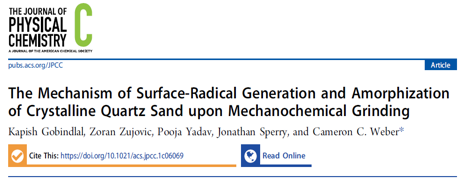 THE JOURNAL OF
PHYSICAL
CHEMISTRY C
A JOURNAL OF THE AMERICAN CHEMICAL SOCIETY
pubs.acs.org/JPCC
Article
The Mechanism of Surface-Radical Generation and Amorphization
of Crystalline Quartz Sand upon Mechanochemical Grinding
Kapish Gobindlal, Zoran Zujovic, Pooja Yadav, Jonathan Sperry, and Cameron C. Weber*
Cite This: https://doi.org/10.1021/acs.jpcc.1c06069
Read Online